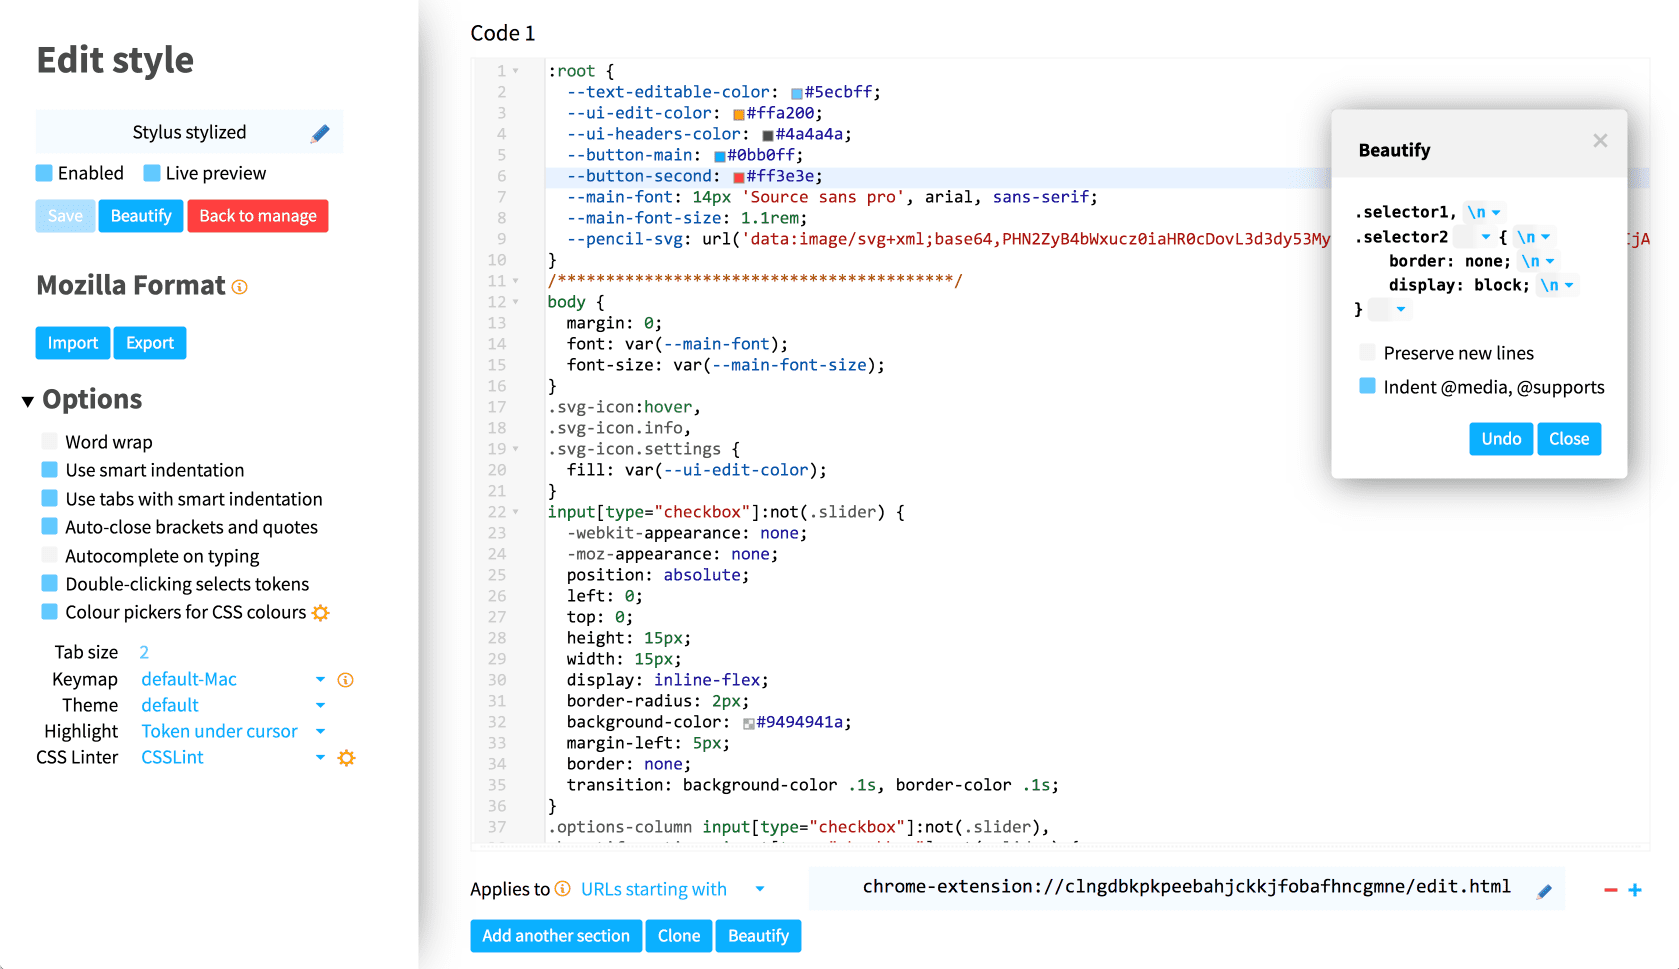 Edit style
Stylus stylized
Enabled Live preview
Save Beautify Back to manage
Mozilla Format
Import Export
Options
Word wrap
Use smart indentation
Use tabs with smart indentation
Auto-close brackets and quotes
Autocomplete on typing
Double-clicking selects tokens
Colour pickers for CSS colours
Tab size 2
Keymap default-Mac
Theme default
Highlight Token under cursor
CSS Linter CSSLint
Code 1
1 :root {
2 --text-editable-color: #5ecbff;
3 --ui-edit-color: #ffa200;
4 --ui-headers-color: #4a4a4a;
5 --button-main: #0bb0ff;
6 --button-second: #ff3e3e;
7 --main-font: 14px 'Source sans pro', arial, sans-serif;
8 --main-font-size: 1.1rem;
9 --pencil-svg: url('data:image/svg+xml;base64,PHN2ZyB4bWxucz0iaHR0cDovL3d3dy53My IjA
10 }
11 /*****************************************/
12 body {
13 margin: 0;
14 font: var(--main-font);
15 font-size: var(--main-font-size);
16 }
17 .svg-icon:hover,
18 .svg-icon.info,
19 .svg-icon.settings {
20 fill: var(--ui-edit-color);
21 }
22 input[type="checkbox"]:not(.slider) {
23 -webkit-appearance: none;
24 -moz-appearance: none;
25 position: absolute;
26 left: 0;
27 top: 0;
28 height: 15px;
29 width: 15px;
30 display: inline-flex;
31 border-radius: 2px;
32 background-color: #9494941a;
33 margin-left: 5px;
34 border: none;
35 transition: background-color .1s, border-color .1s;
36 }
37 .options-column input[type="checkbox"]:not(.slider),
Beautify ×
.selector1, \n
.selector2 { \n
border: none; \n
display: block; \n
}
Preserve new lines
Indent @media, @supports
Undo Close
Applies to URLs starting with chrome-extension://clngdbkpkpeebahjckkjfobafhncgmne/edit.html
Add another section Clone Beautify